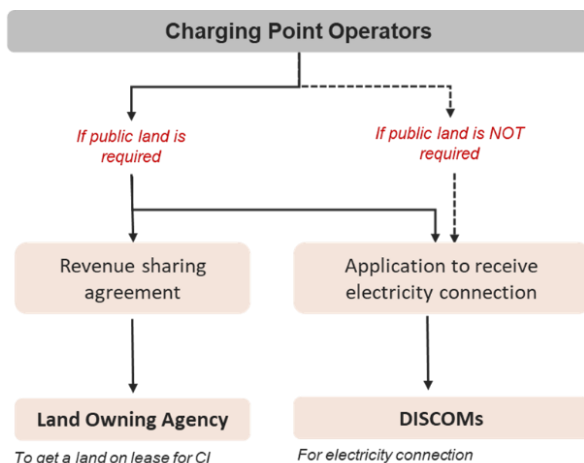 Charging Point Operators
If public land is
required
If public land is NOT
required
Revenue sharing
agreement
Application to receive
electricity connection
Land Owning Agency
DISCOMs
To get a land on lease for CI
For electricity connection